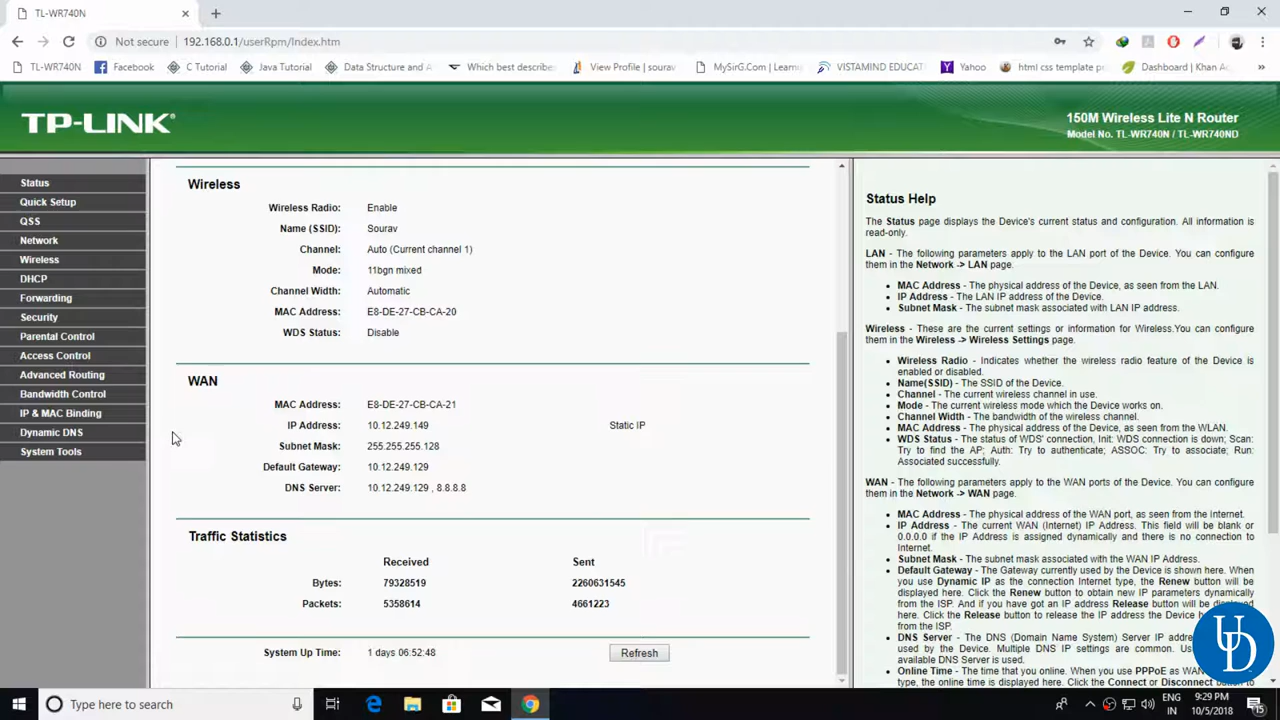 TL-WR740N
Not secure 192.168.0.1/userRpm/Index.htm
TL-WR740N Facebook C Tutorial Java Tutorial Data Structure and A Which best describe View Profile | sourav MySirG.Com | Learn VISTAMIND EDUCAT Yahoo html css template p Dashboard | Khan A »
TP-LINK
150M Wireless Lite N Router
Model No. TL-WR740N / TL-WR740ND
Status
Quick Setup
QSS
Network
Wireless
DHCP
Forwarding
Security
Parental Control
Access Control
Advanced Routing
Bandwidth Control
IP & MAC Binding
Dynamic DNS
System Tools
Wireless
Wireless Radio: Enable
Name (SSID): Sourav
Channel: Auto (Current channel 1)
Mode: 11bgn mixed
Channel Width: Automatic
MAC Address: E8-DE-27-CB-CA-20
WDS Status: Disable
WAN
MAC Address: E8-DE-27-CB-CA-21
IP Address: 10.12.249.149 Static IP
Subnet Mask: 255.255.255.128
Default Gateway: 10.12.249.129
DNS Server: 10.12.249.129 , 8.8.8.8
Traffic Statistics
Received Sent
Bytes: 79328519 2260631545
Packets: 5358614 4661223
System Up Time: 1 days 06:52:48 Refresh
Status Help
The Status page displays the Device's current status and configuration. All information is
read-only.
LAN - The following parameters apply to the LAN port of the Device. You can configure
them in the Network -> LAN page.
• MAC Address - The physical address of the Device, as seen from the LAN.
• IP Address - The LAN IP address of the Device.
• Subnet Mask - The subnet mask associated with LAN IP address.
Wireless - These are the current settings or information for Wireless.You can configure
them in the Wireless -> Wireless Settings page.
• Wireless Radio - Indicates whether the wireless radio feature of the Device is
enabled or disabled.
• Name(SSID) - The SSID of the Device.
• Channel - The current wireless channel in use.
• Mode - The current wireless mode which the Device works on.
• Channel Width - The bandwidth of the wireless channel.
• MAC Address - The physical address of the Device, as seen from the WLAN.
• WDS Status - The status of WDS' connection, Init: WDS connection is down; Scan:
Try to find the AP; Auth: Try to authenticate; ASSOC: Try to associate; Run:
Associated successfully.
WAN - The following parameters apply to the WAN ports of the Device. You can configure
them in the Network -> WAN page.
• MAC Address - The physical address of the WAN port, as seen from the Internet.
• IP Address - The current WAN (Internet) IP Address. This field will be blank or
0.0.0.0 if the IP Address is assigned dynamically and there is no connection to
Internet.
• Subnet Mask - The subnet mask associated with the WAN IP Address.
• Default Gateway - The Gateway currently used by the Device is shown here. When
you use Dynamic IP as the connection Internet type, the Renew button will be
displayed here. Click the Renew button to obtain new IP parameters dynamically
from the ISP. And if you have got an IP address Release button will be displayed
here. Click the Release button to release the IP address the Device
from the ISP.
• DNS Server - The DNS (Domain Name System) Server IP
used by the Device. Multiple DNS IP settings are common. Us
available DNS Server is used.
• Online Time - The time that you online. When you use PPPoE as WA
type, the online time is displayed here. Click the Connect or Disconnect
UD
Type here to search
ENG
IN
9:29 PM
10/5/2018
15